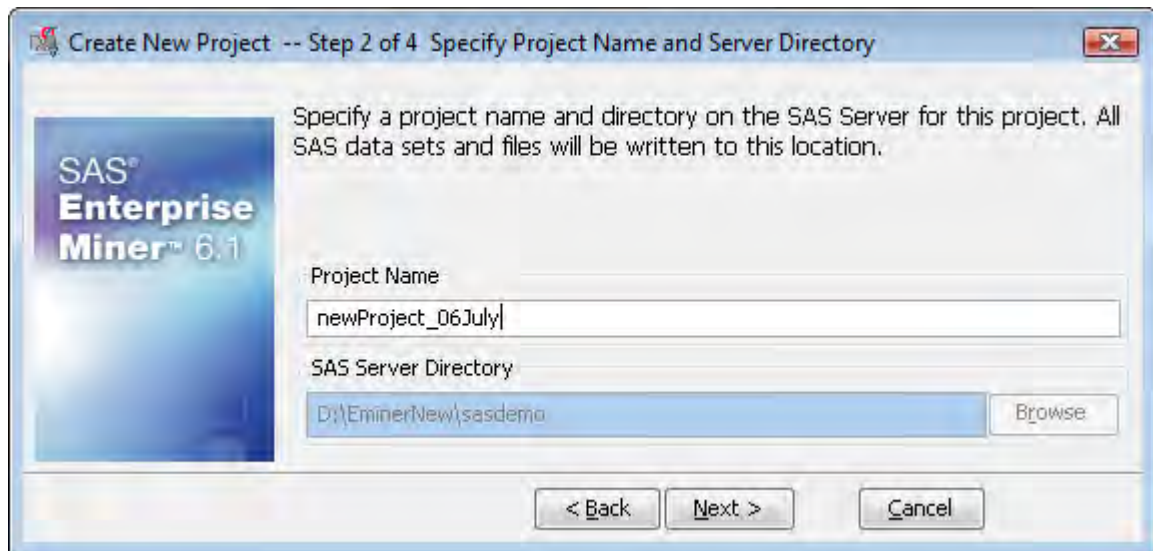 Create New Project -- Step 2 of 4 Specify Project Name and Server Directory
SAS®
Enterprise
Miner™ 6.1
Specify a project name and directory on the SAS Server for this project. All
SAS data sets and files will be written to this location.
Project Name
newProject_06July
SAS Server Directory
D:\EminerNew\sasdemo
Browse
< Back
Next >
Cancel